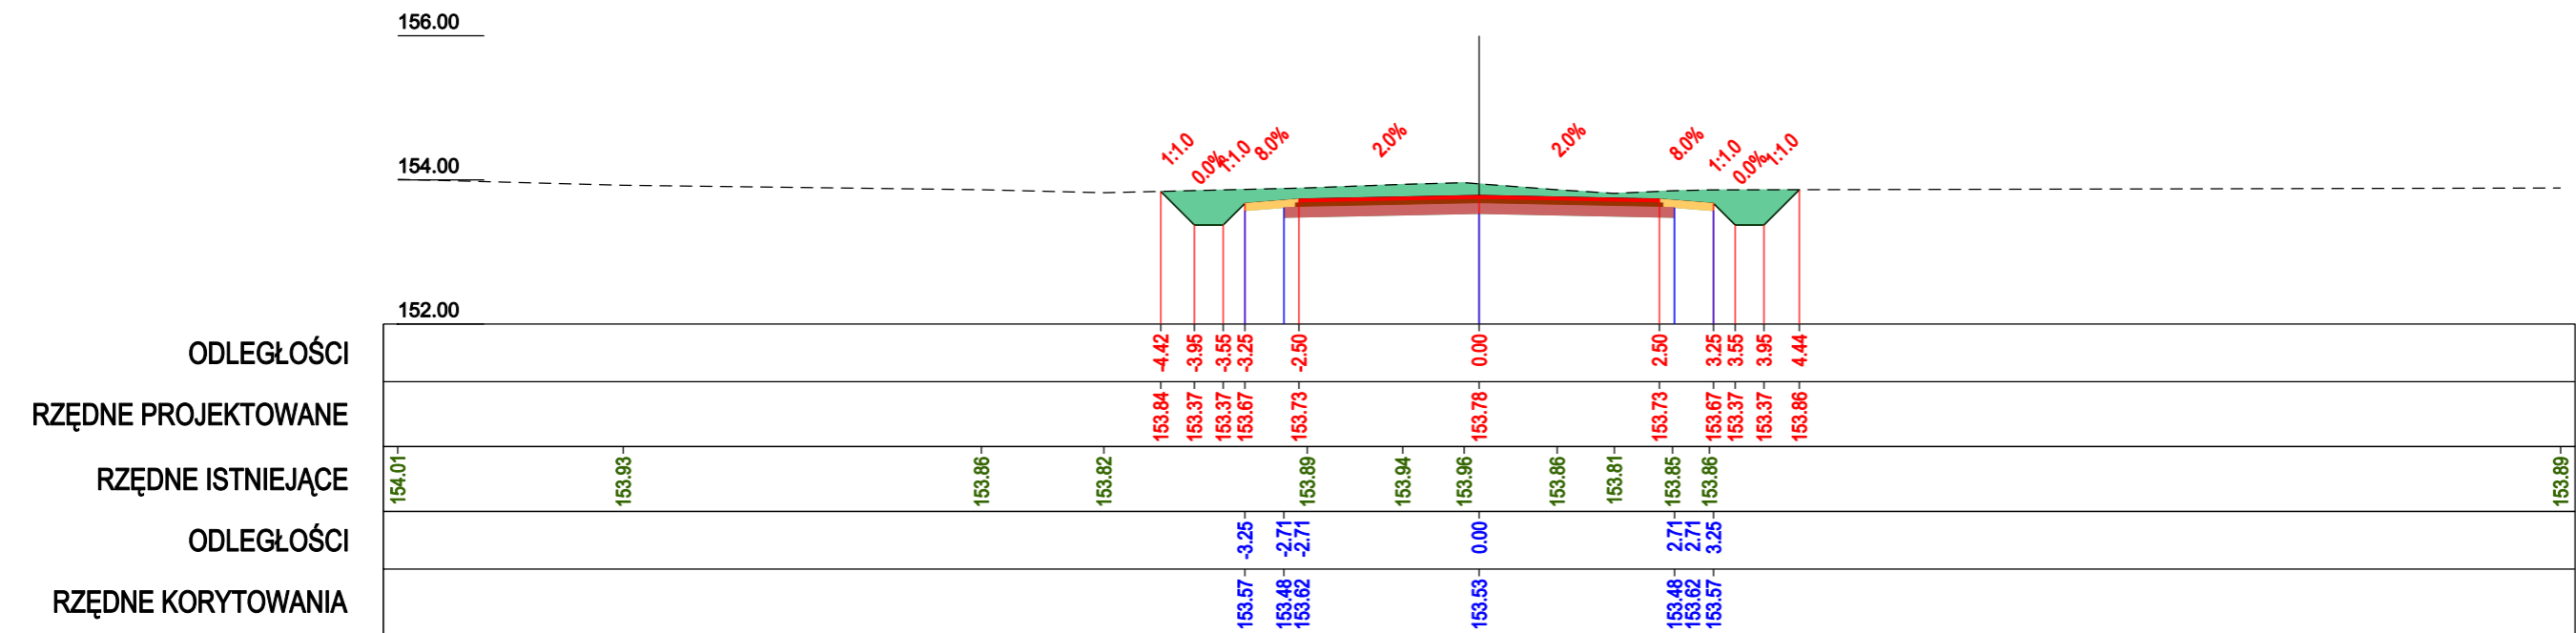 156.00
154.00
152.00
1:1.0 0.0% 1:1.0 8.0% 2.0% 2.0% 8.0% 1:1.0 0.0% 1:1.0
ODLEGŁOŚCI -4.42 -3.95 -3.55 -3.25 -2.50 0.00 2.50 3.25 3.55 3.95 4.44
RZĘDNE PROJEKTOWANE 153.84 153.37 153.37 153.67 153.73 153.78 153.73 153.67 153.37 153.37 153.86
RZĘDNE ISTNIEJĄCE 154.01 153.93 153.86 153.82 153.89 153.94 153.96 153.86 153.81 153.85 153.86 153.89
ODLEGŁOŚCI -3.25 -2.71 -2.71 0.00 2.71 2.71 3.25
RZĘDNE KORYTOWANIA 153.57 153.48 153.62 153.53 153.48 153.62 153.57